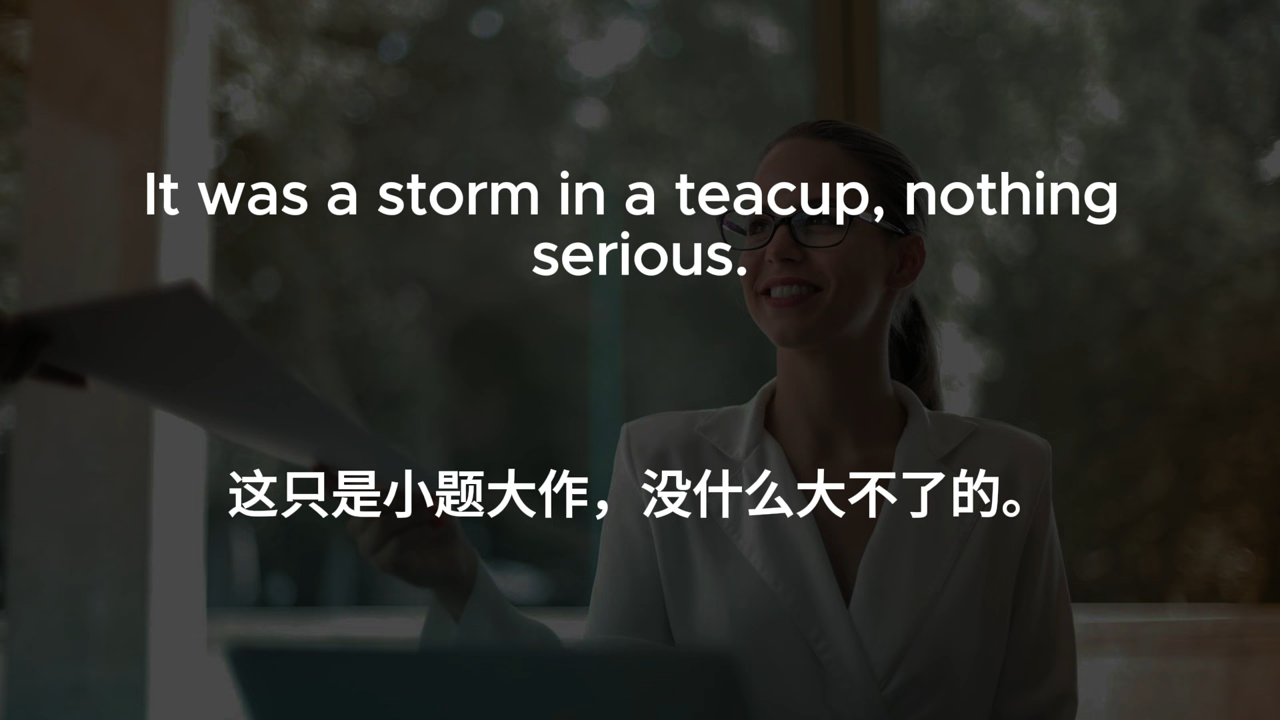 It was a storm in a teacup, nothing
serious.
这只是小题大作，没什么大不了的。